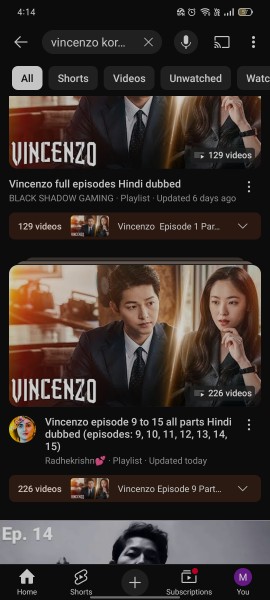 4:14
vincenzo kor...
All
Shorts
Videos
Unwatched
Watc
VINCENZO
129 videos
Vincenzo full episodes Hindi dubbed
BLACK SHADOW GAMING · Playlist · Updated 6 days ago
129 videos
Vincenzo Episode 1 Par...
VINCENZO
226 videos
Vincenzo episode 9 to 15 all parts Hindi
dubbed (episodes: 9, 10, 11, 12, 13, 14,
15)
Radhekrishn💕 · Playlist · Updated today
226 videos
Vincenzo Episode 9 Part...
Ep. 14
Home
Shorts
Subscriptions
M
You